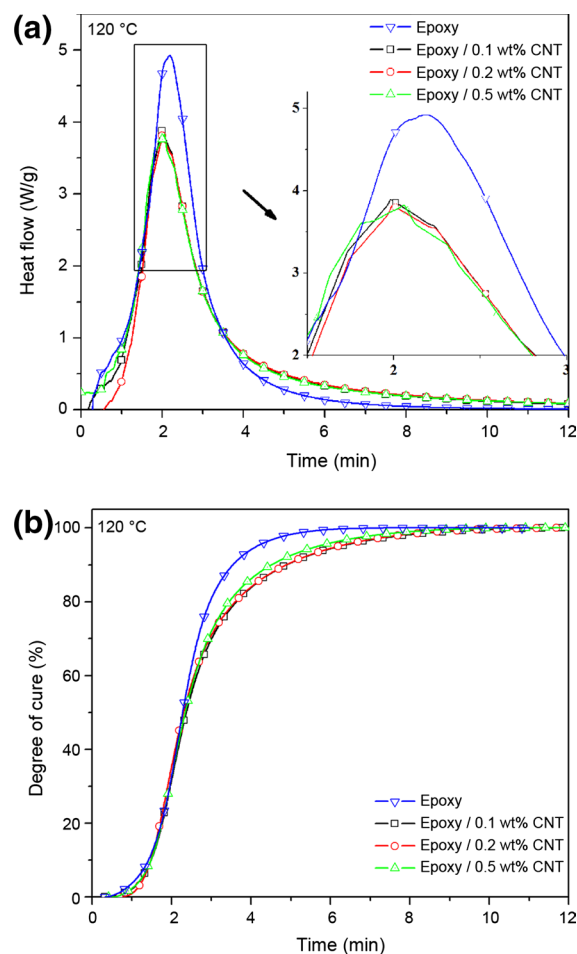 (a)
120 °C
Epoxy
Epoxy / 0.1 wt% CNT
Epoxy / 0.2 wt% CNT
Epoxy / 0.5 wt% CNT
Heat flow (W/g)
5
4
3
2
1
0
5
4
3
2
2
3
0 2 4 6 8 10 12
Time (min)
(b)
120 °C
Degree of cure (%)
100
80
60
40
20
0
Epoxy
Epoxy / 0.1 wt% CNT
Epoxy / 0.2 wt% CNT
Epoxy / 0.5 wt% CNT
0 2 4 6 8 10 12
Time (min)